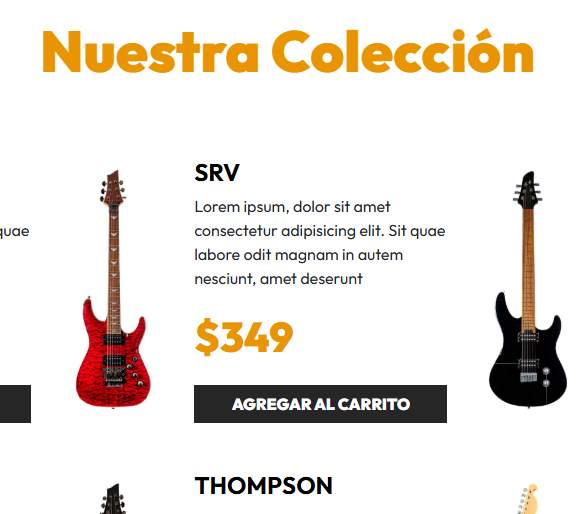 Nuestra Colección
SRV
Lorem ipsum, dolor sit amet
quae
consectetur adipisicing elit. Sit quae
labore odit magnam in autem
nesciunt, amet deserunt
$349
AGREGAR AL CARRITO
THOMPSON